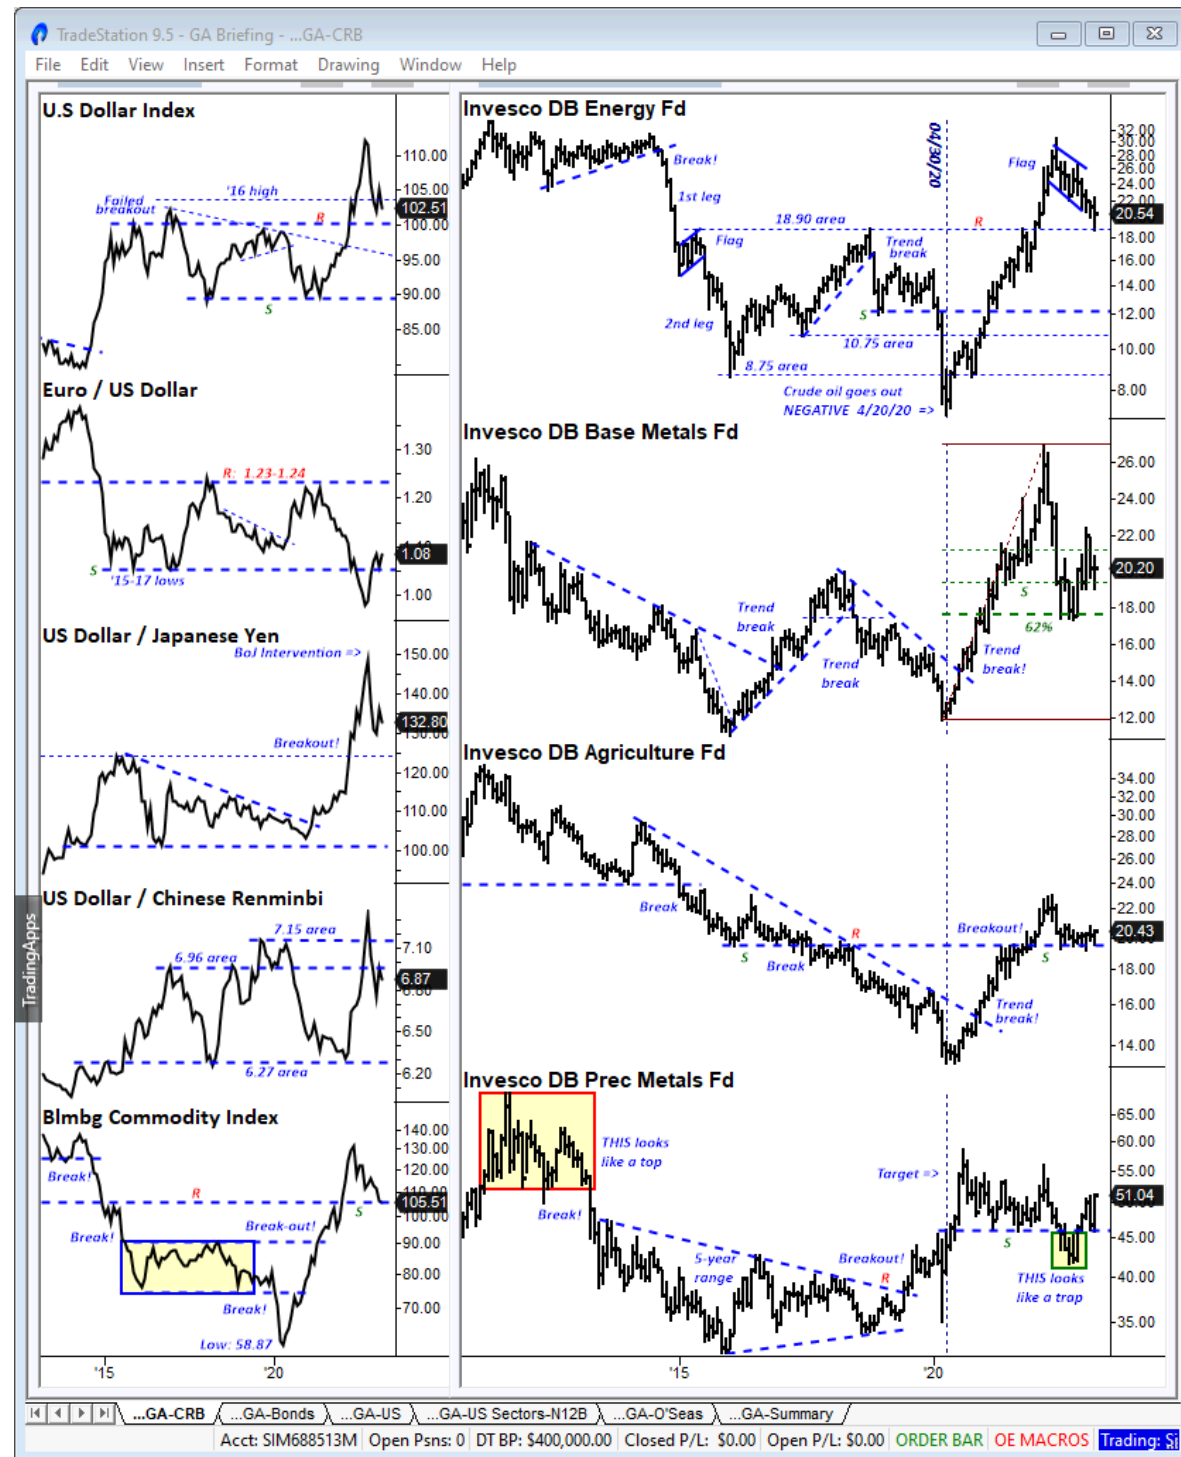 TradeStation 9.5 - GA Briefing - ...GA-CRB
File Edit View Insert Format Drawing Window Help
U.S Dollar Index
Failed
breakout
'16 high
R
S
110.00
105.00
102.51
100.00
95.00
90.00
85.00
Euro / US Dollar
R: 1.23-1.24
S
'15-17 lows
1.30
1.20
1.08
1.00
US Dollar / Japanese Yen
BoJ Intervention =>
Breakout!
150.00
140.00
132.80
130.00
120.00
110.00
100.00
US Dollar / Chinese Renminbi
7.15 area
6.96 area
6.27 area
7.10
6.87
6.80
6.50
6.20
Blmbg Commodity Index
Break!
R
S
Break!
Break-out!
Break!
Low: 58.87
140.00
130.00
120.00
105.51
100.00
90.00
80.00
70.00
'15 '20
Invesco DB Energy Fd
Break!
1st leg
Flag
2nd leg
18.90 area
Trend
break
S
10.75 area
8.75 area
Crude oil goes out
NEGATIVE 4/20/20 =>
04/30/20
R
Flag
32.00
30.00
28.00
26.00
24.00
22.00
20.54
18.00
16.00
14.00
12.00
10.00
8.00
Invesco DB Base Metals Fd
Trend
break
Trend
break
Trend
break!
S
62%
26.00
24.00
22.00
20.20
18.00
16.00
14.00
12.00
Invesco DB Agriculture Fd
Break
S
Break
R
Breakout!
S
Trend
break!
34.00
32.00
30.00
28.00
26.00
24.00
22.00
20.43
18.00
16.00
14.00
Invesco DB Prec Metals Fd
THIS looks
like a top
Break!
5-year
range
Breakout!
R
Target =>
S
THIS looks
like a trap
65.00
60.00
55.00
51.04
45.00
40.00
35.00
'15 '20
TradingApps
...GA-CRB ...GA-Bonds ...GA-US ...GA-US Sectors-N12B ...GA-O'Seas ...GA-Summary
Acct: SIM688513M Open Psns: 0 DT BP: $400,000.00 Closed P/L: $0.00 Open P/L: $0.00 ORDER BAR OE MACROS Trading: Si